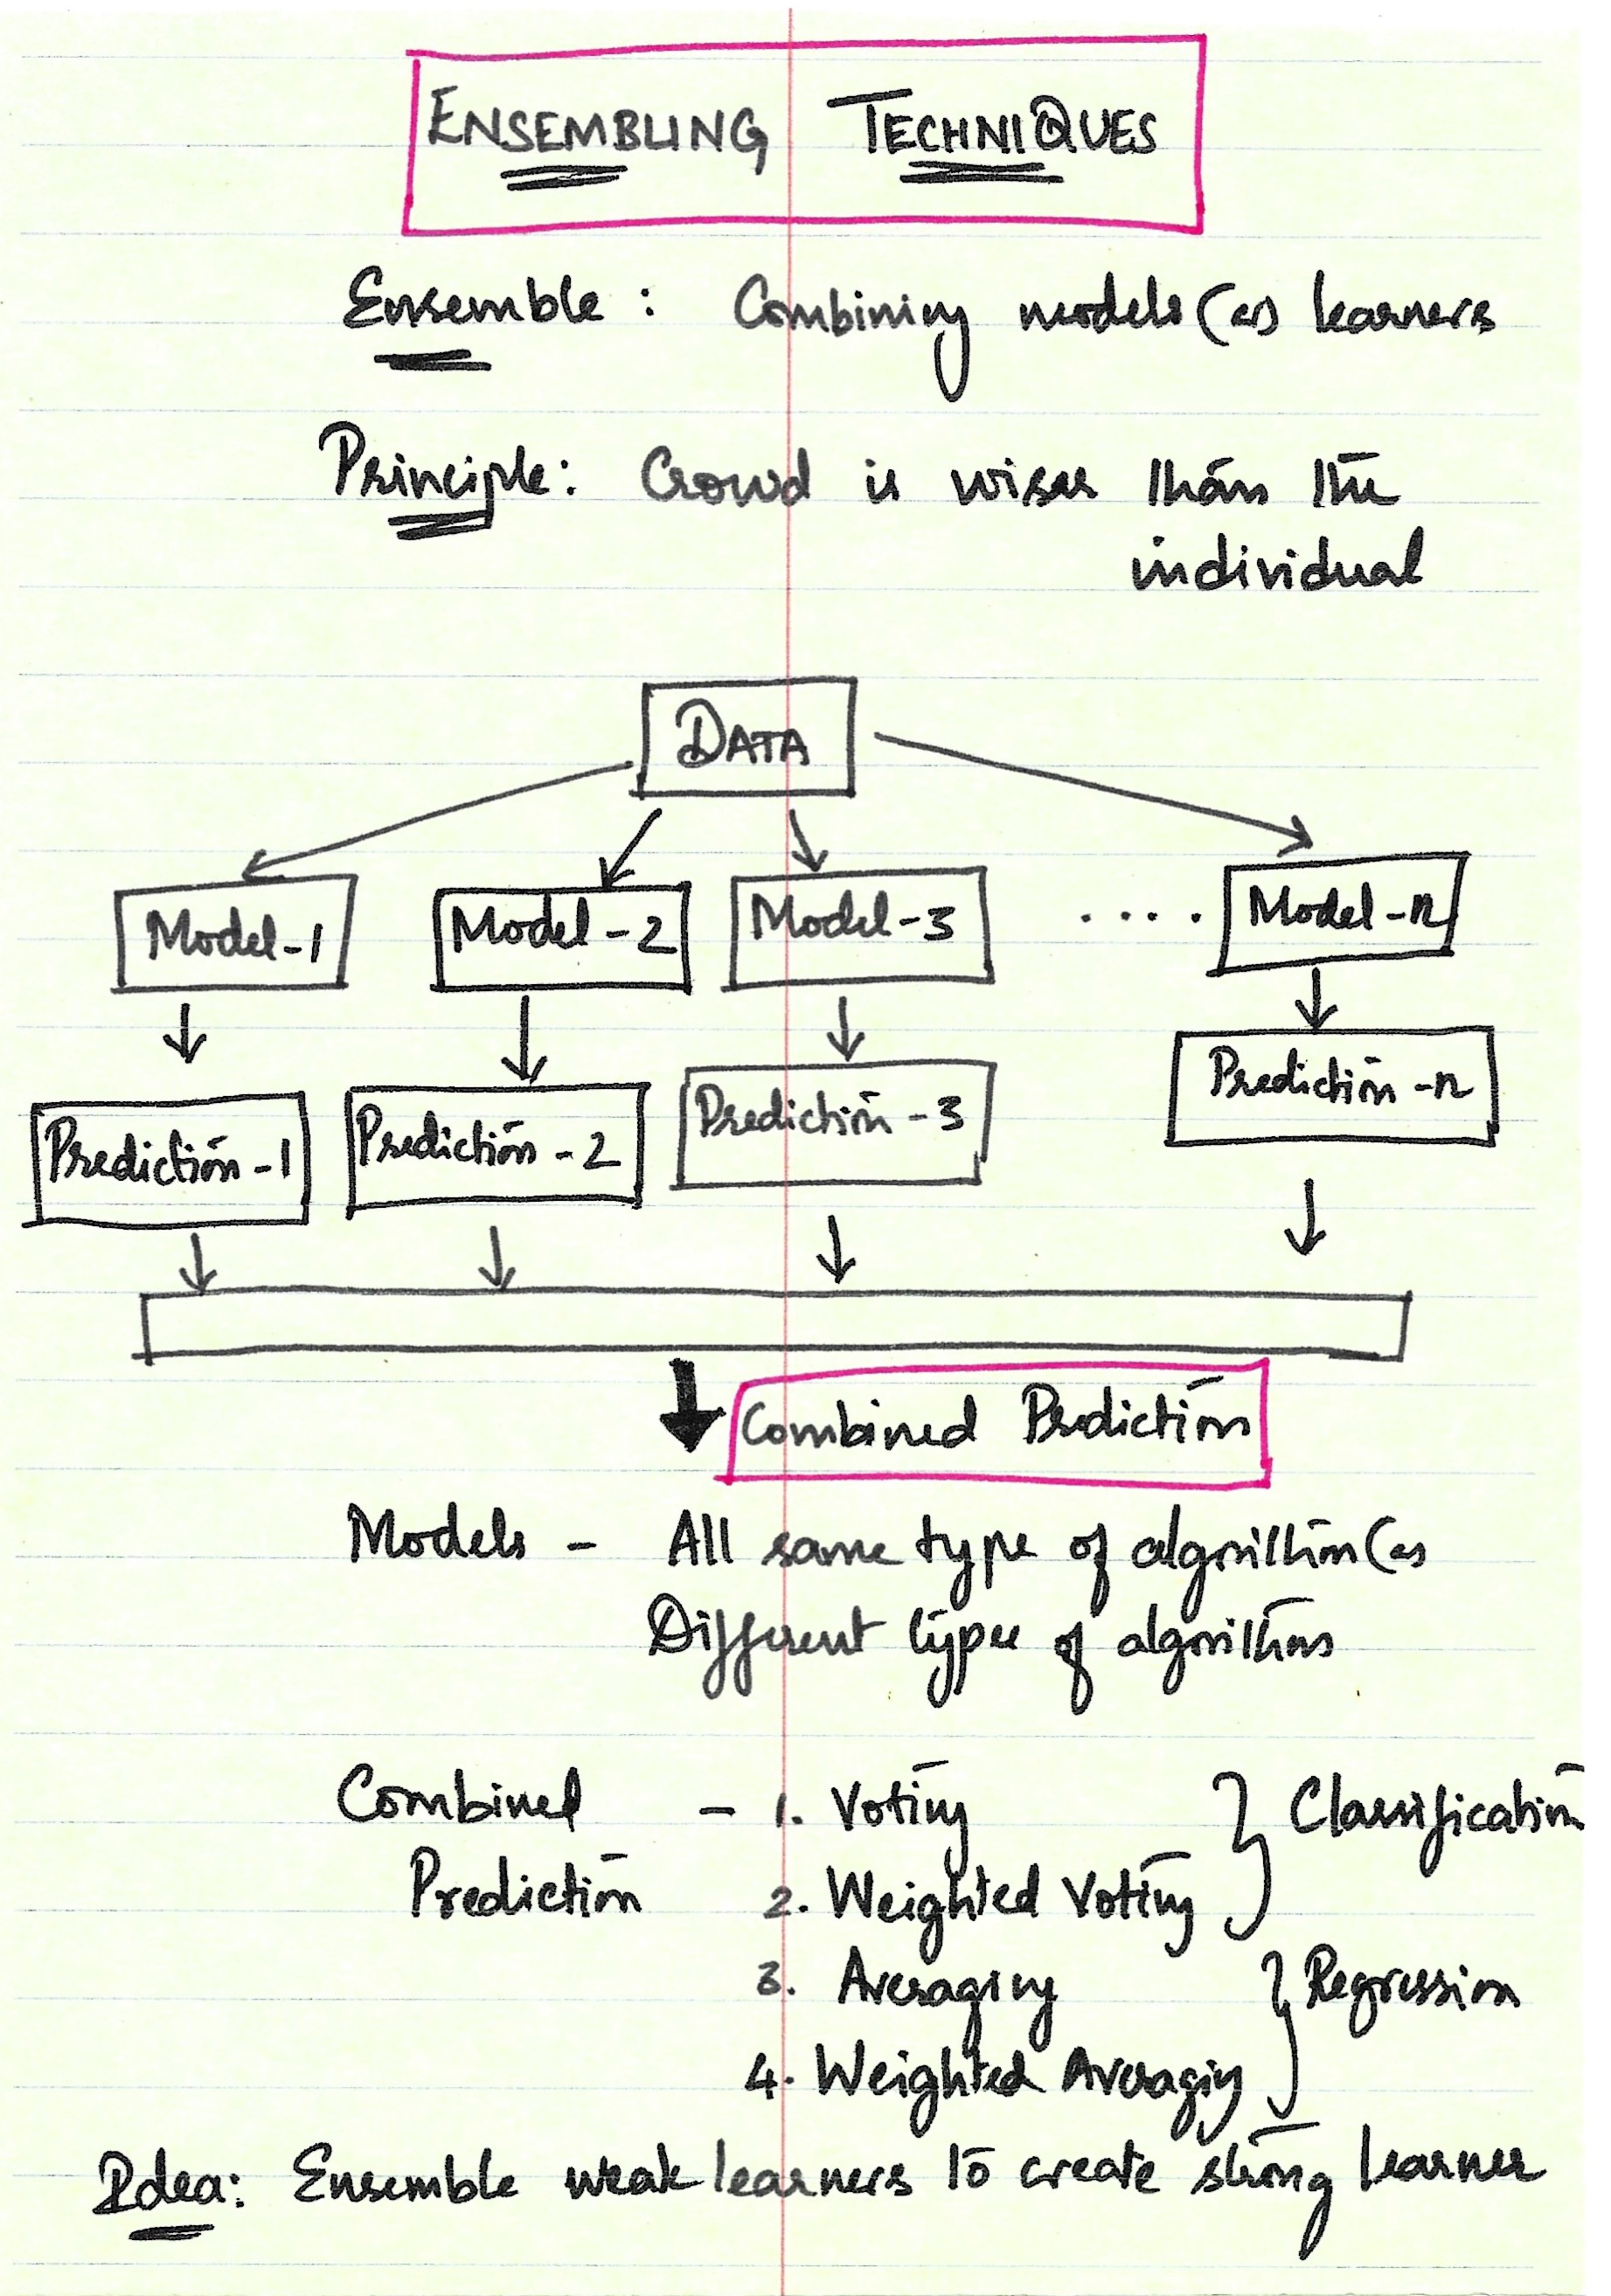 ENSEMBLING TECHNIQUES
Ensemble : Combining models (or) learners
Principle: Crowd is wiser than the
individual
DATA
Model-1 Model-2 Model-3 .... Model-n
Prediction-1 Prediction-2 Prediction-3 Prediction-n
Combined Prediction
Models - All same type of algorithm (or
Different types of algorithms
Combined - 1. Voting } Classification
Prediction 2. Weighted Voting
3. Averaging } Regression
4. Weighted Averaging
Idea: Ensemble weak learners to create strong learner